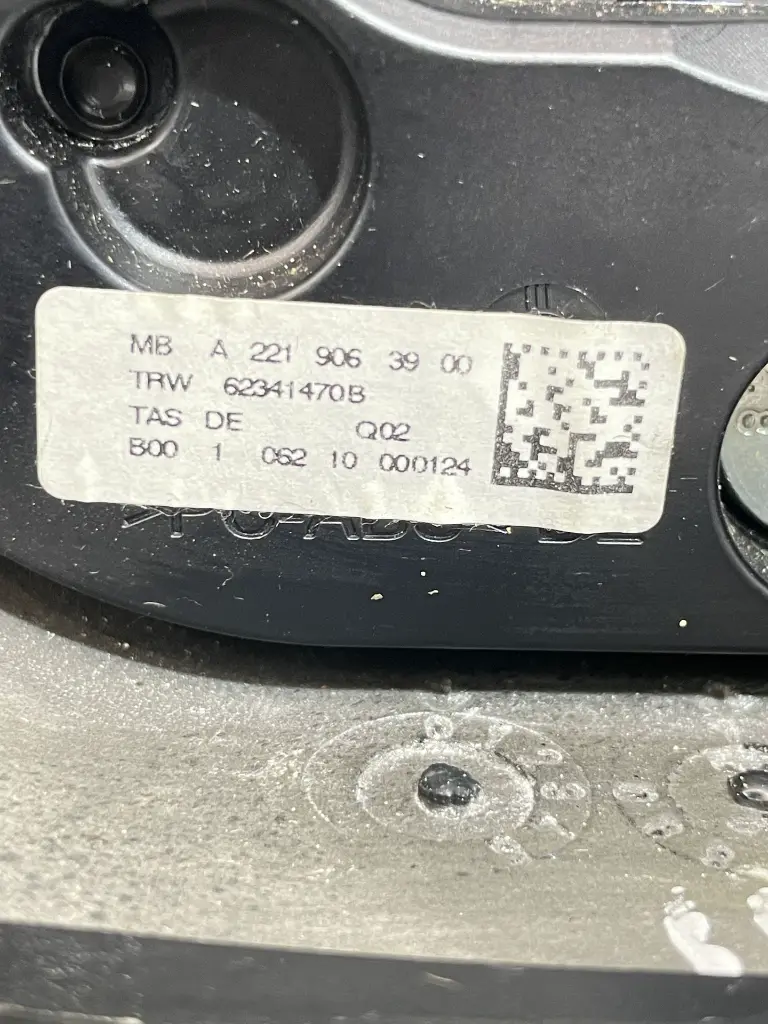 MB A 221 906 39 00
TRW 62341470B
TAS DE Q02
B00 1 062 10 000124